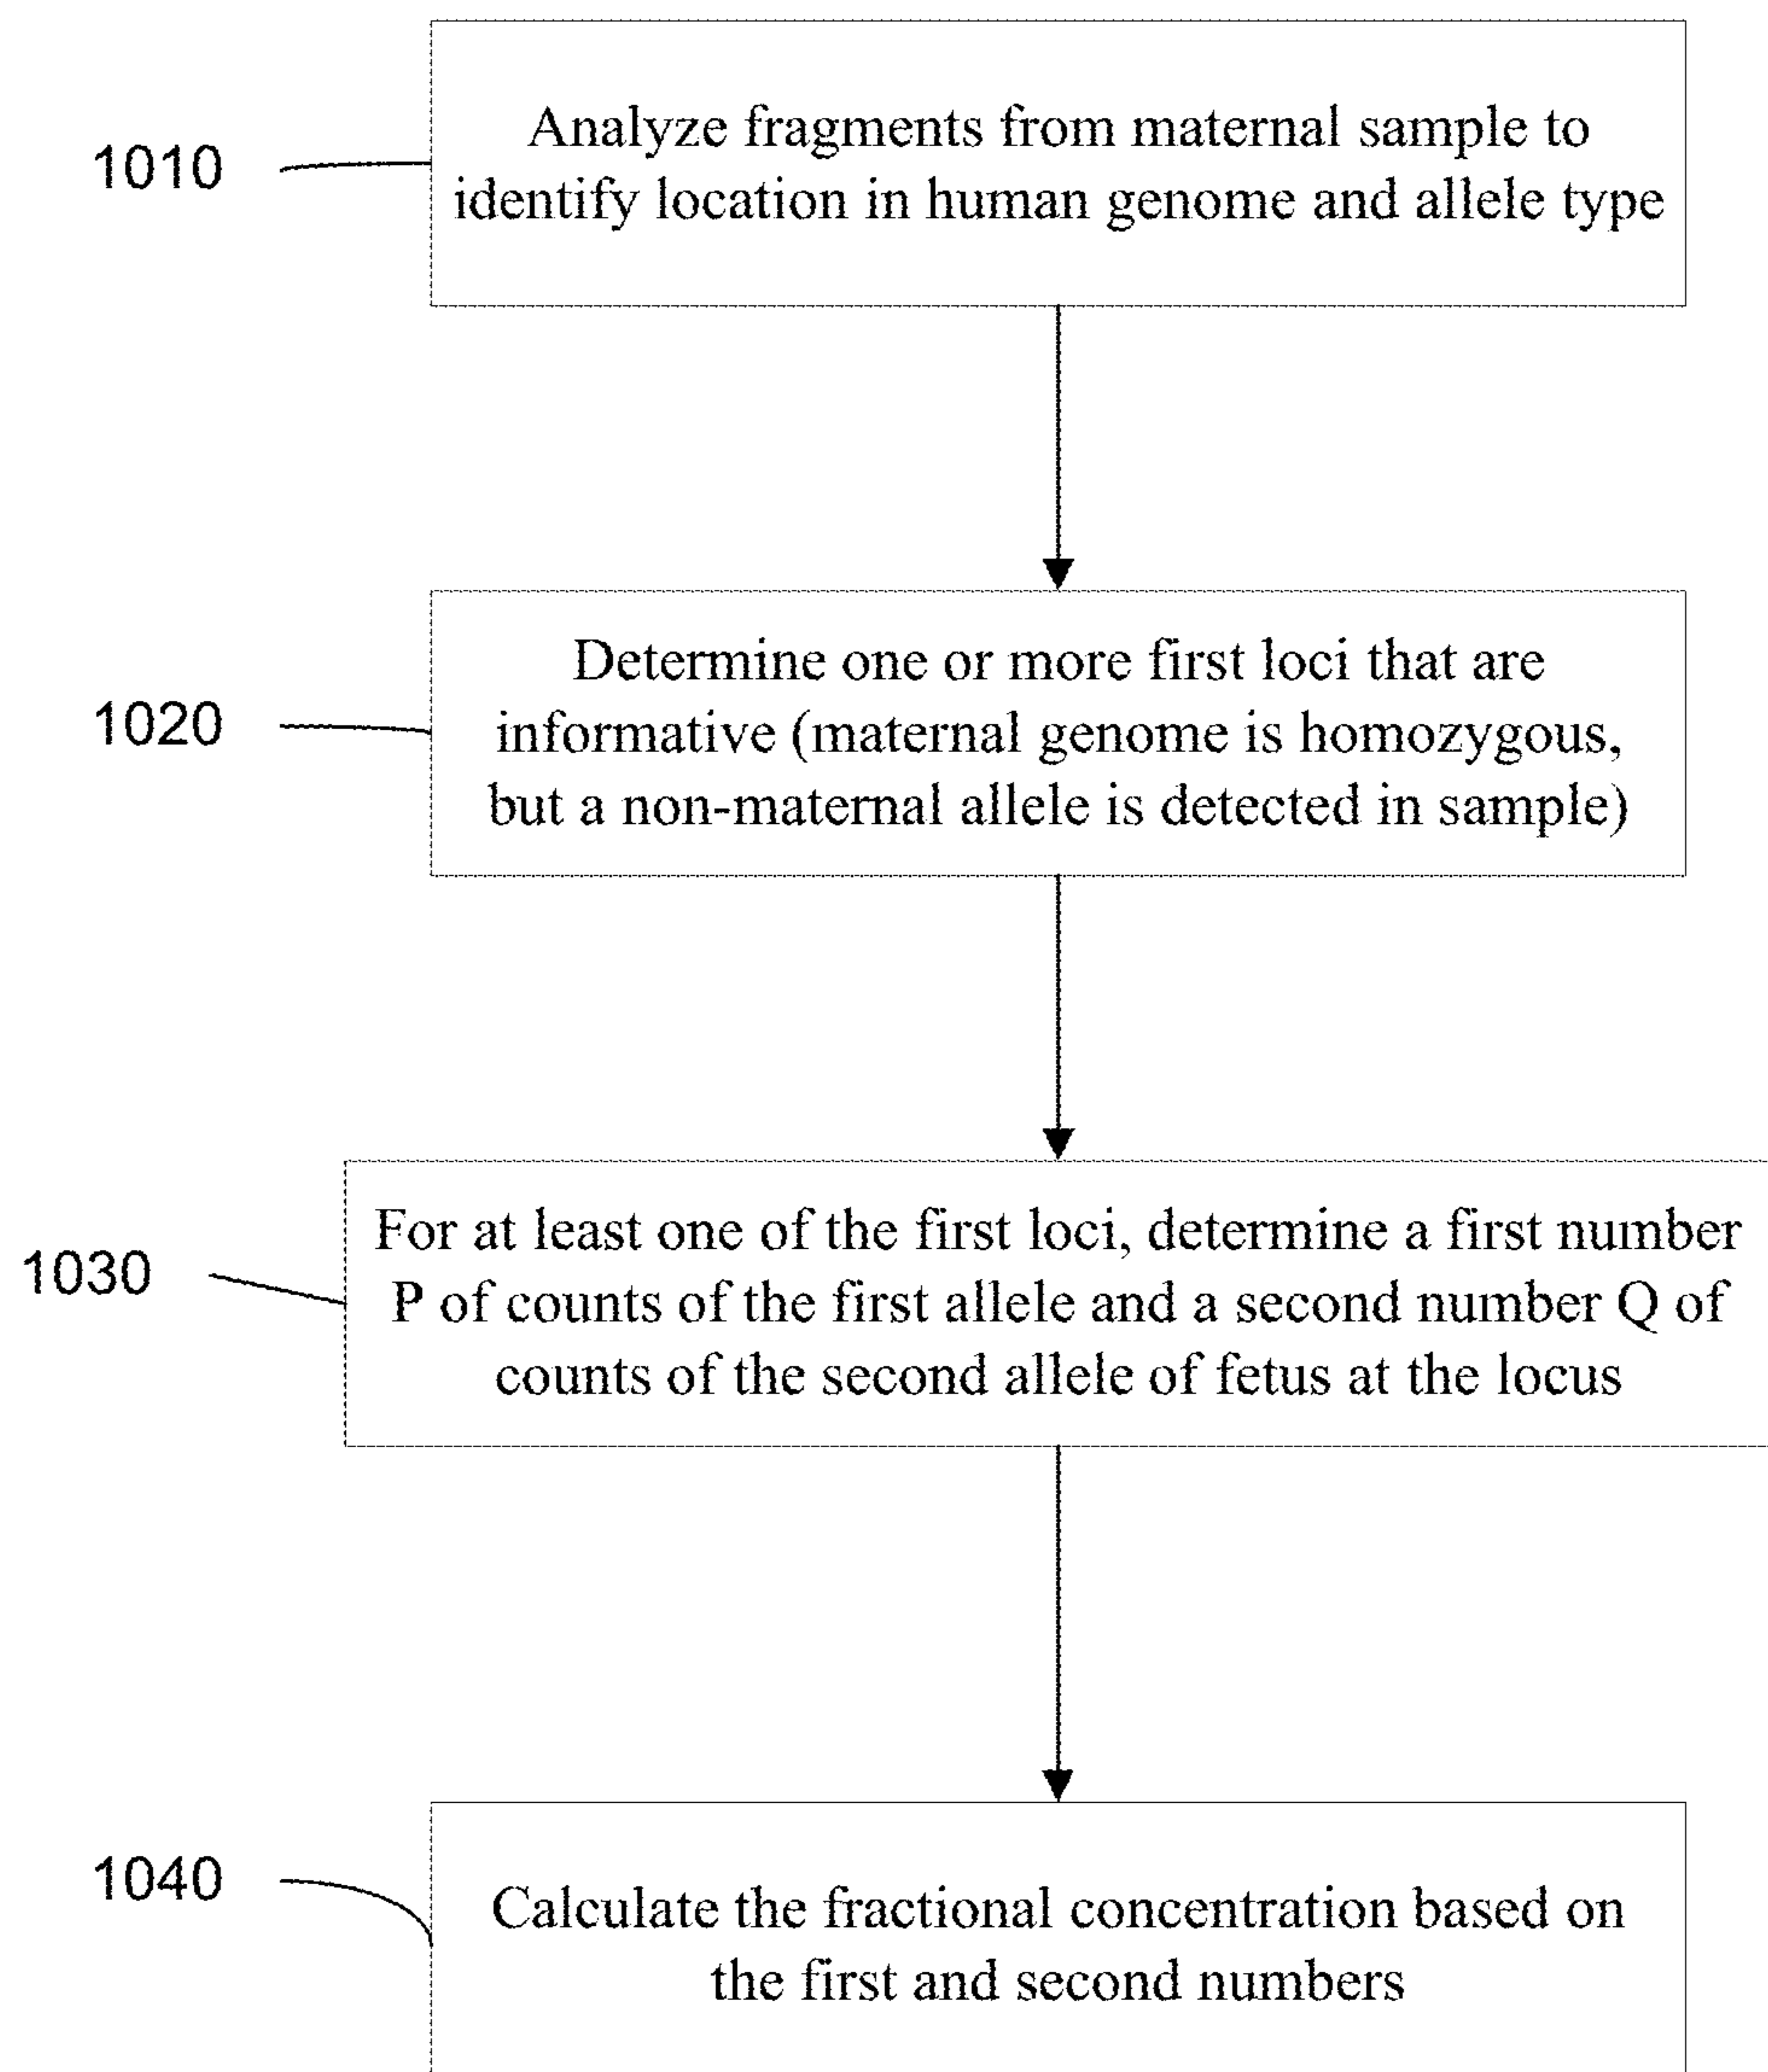 1010
Analyze fragments from maternal sample to
identify location in human genome and allele type
1020
Determine one or more first loci that are
informative (maternal genome is homozygous,
but a non-maternal allele is detected in sample)
1030
For at least one of the first loci, determine a first number
P of counts of the first allele and a second number Q of
counts of the second allele of fetus at the locus
1040
Calculate the fractional concentration based on
the first and second numbers